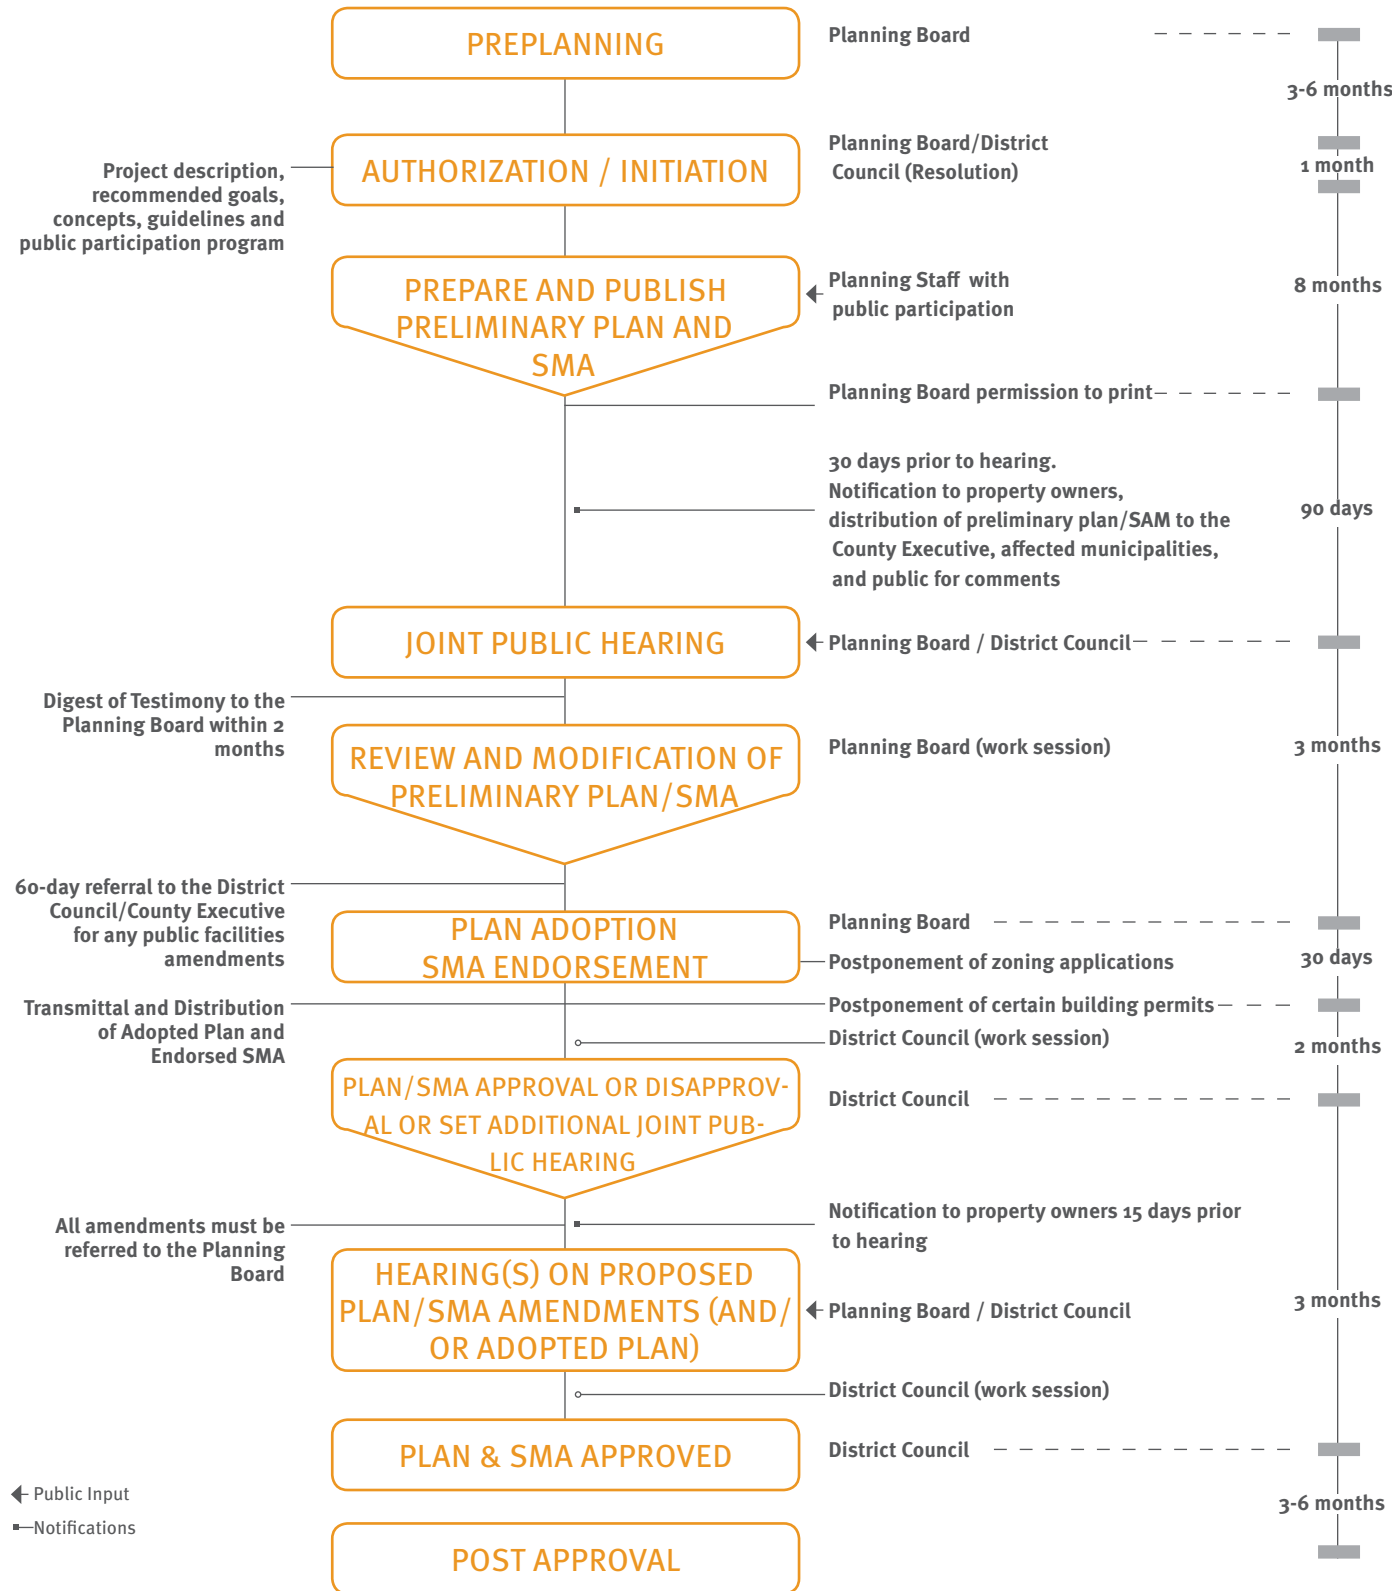 PREPLANNING
Planning Board
3-6 months
AUTHORIZATION / INITIATION
Planning Board/District
Council (Resolution)
1 month
Project description,
recommended goals,
concepts, guidelines and
public participation program
PREPARE AND PUBLISH
PRELIMINARY PLAN AND
SMA
Planning Staff with
public participation
8 months
Planning Board permission to print
30 days prior to hearing.
Notification to property owners,
distribution of preliminary plan/SAM to the
County Executive, affected municipalities,
and public for comments
90 days
JOINT PUBLIC HEARING
Planning Board / District Council
Digest of Testimony to the
Planning Board within 2
months
REVIEW AND MODIFICATION OF
PRELIMINARY PLAN/SMA
Planning Board (work session)
3 months
60-day referral to the District
Council/County Executive
for any public facilities
amendments
PLAN ADOPTION
SMA ENDORSEMENT
Planning Board
Postponement of zoning applications
30 days
Transmittal and Distribution
of Adopted Plan and
Endorsed SMA
Postponement of certain building permits
District Council (work session)
2 months
PLAN/SMA APPROVAL OR DISAPPROV-
AL OR SET ADDITIONAL JOINT PUB-
LIC HEARING
District Council
All amendments must be
referred to the Planning
Board
Notification to property owners 15 days prior
to hearing
HEARING(S) ON PROPOSED
PLAN/SMA AMENDMENTS (AND/
OR ADOPTED PLAN)
Planning Board / District Council
3 months
District Council (work session)
PLAN & SMA APPROVED
District Council
3-6 months
Public Input
Notifications
POST APPROVAL